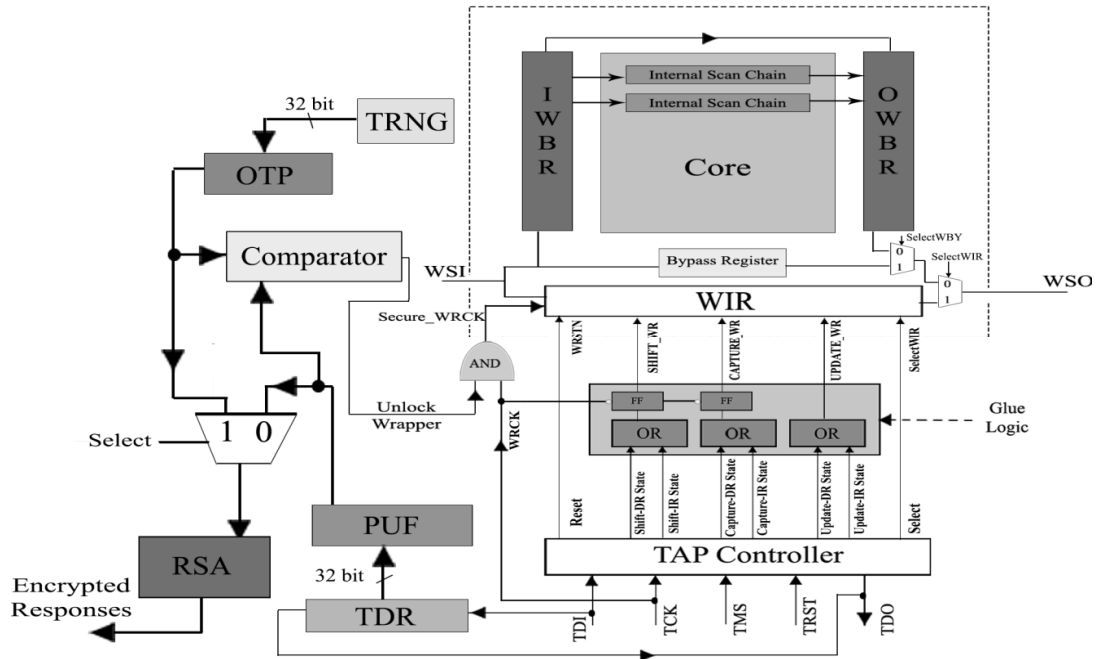 Internal Scan Chain
Internal Scan Chain
I
W
B
R
O
W
B
R
Core
32 bit
TRNG
OTP
Comparator
SelectWBY
0
1
Bypass Register
SelectWIR
0
1
WSI
WSO
WIR
Secure_WRCK
AND
Unlock
Wrapper
WRCK
WRSTN
SHIFT_WR
CAPTURE_WR
UPDATE_WR
SelectWIR
FF
FF
OR
OR
OR
Glue
Logic
Select
1 0
Reset
Shift-DR State
Shift-IR State
Capture-DR State
Capture-IR State
Update-DR State
Update-IR State
Select
PUF
TAP Controller
RSA
32 bit
Encrypted
Responses
TDR
TDI
TCK
TMS
TRST
TDO